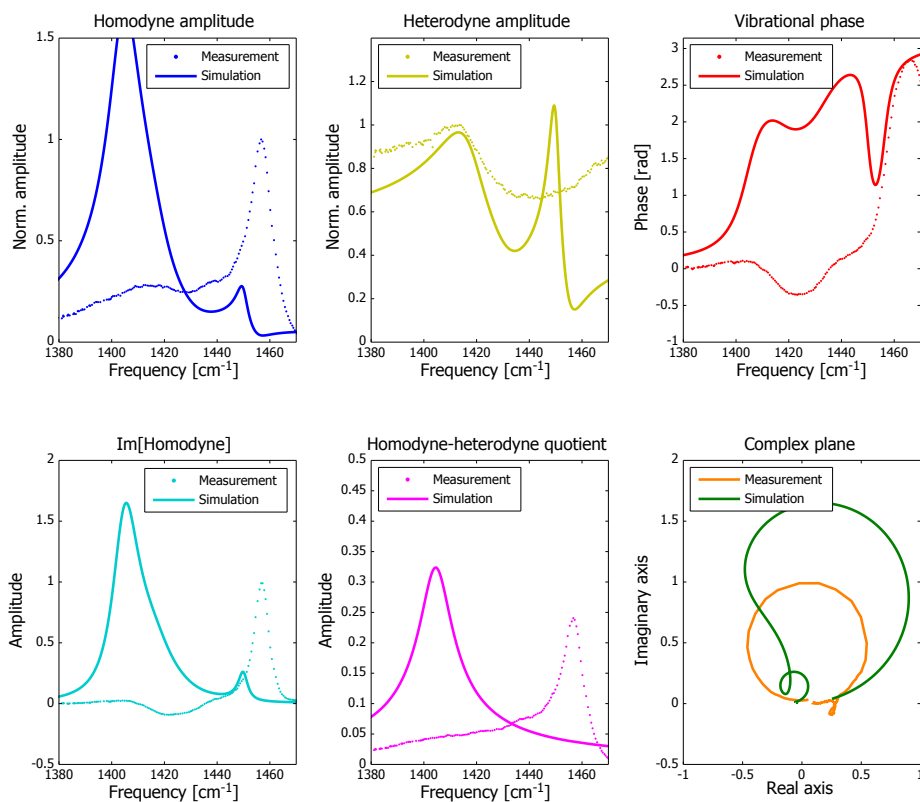 Homodyne amplitude
1.5
1
0.5
0
Norm. amplitude
Measurement
Simulation
1380 1400 1420 1440 1460
Frequency [cm-1]
Heterodyne amplitude
1.2
1
0.8
0.6
0.4
0.2
0
Norm. amplitude
Measurement
Simulation
1380 1400 1420 1440 1460
Frequency [cm-1]
Vibrational phase
3
2.5
2
1.5
1
0.5
0
-0.5
-1
Phase [rad]
Measurement
Simulation
1380 1400 1420 1440 1460
Frequency [cm-1]
Im[Homodyne]
2
1.5
1
0.5
0
-0.5
Amplitude
Measurement
Simulation
1380 1400 1420 1440 1460
Frequency [cm-1]
Homodyne-heterodyne quotient
0.5
0.45
0.4
0.35
0.3
0.25
0.2
0.15
0.1
0.05
0
Amplitude
Measurement
Simulation
1380 1400 1420 1440 1460
Frequency [cm-1]
Complex plane
2
1.5
1
0.5
0
-0.5
Imaginary axis
Measurement
Simulation
-1 -0.5 0 0.5 1
Real axis